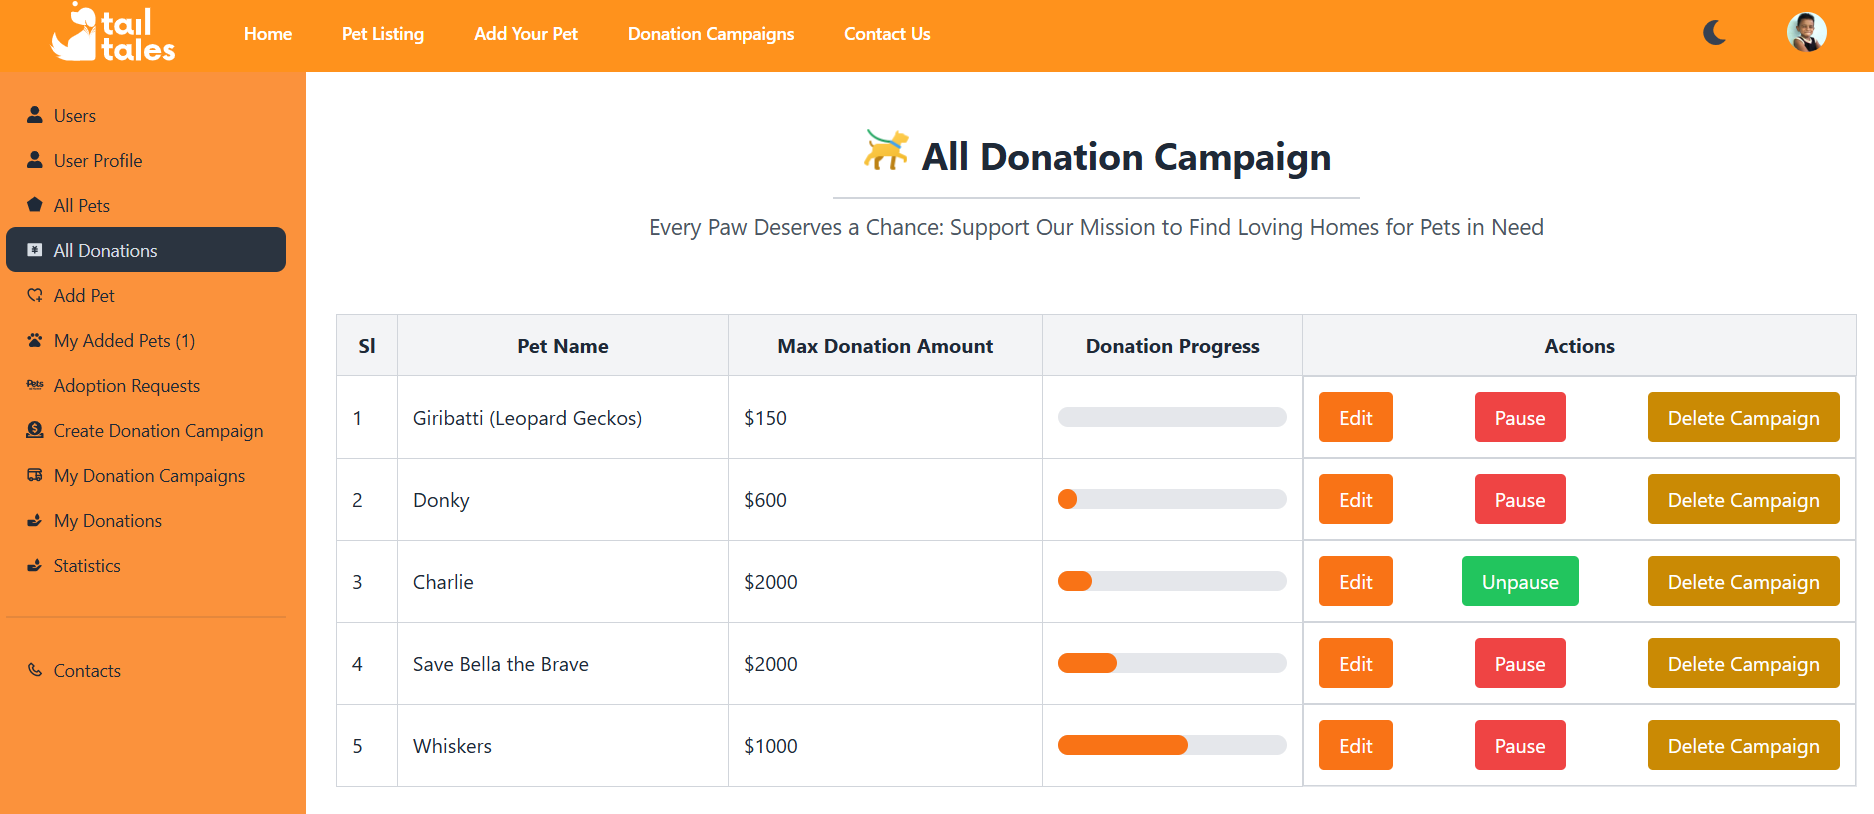 tail
tales
Home
Pet Listing
Add Your Pet
Donation Campaigns
Contact Us
Users
User Profile
All Pets
All Donations
Add Pet
My Added Pets (1)
Pets
Adoption Requests
Create Donation Campaign
My Donation Campaigns
My Donations
Statistics
Contacts
All Donation Campaign
Every Paw Deserves a Chance: Support Our Mission to Find Loving Homes for Pets in Need
Sl Pet Name Max Donation Amount Donation Progress Actions
1 Giribatti (Leopard Geckos) $150 Edit Pause Delete Campaign
2 Donky $600 Edit Pause Delete Campaign
3 Charlie $2000 Edit Unpause Delete Campaign
4 Save Bella the Brave $2000 Edit Pause Delete Campaign
5 Whiskers $1000 Edit Pause Delete Campaign